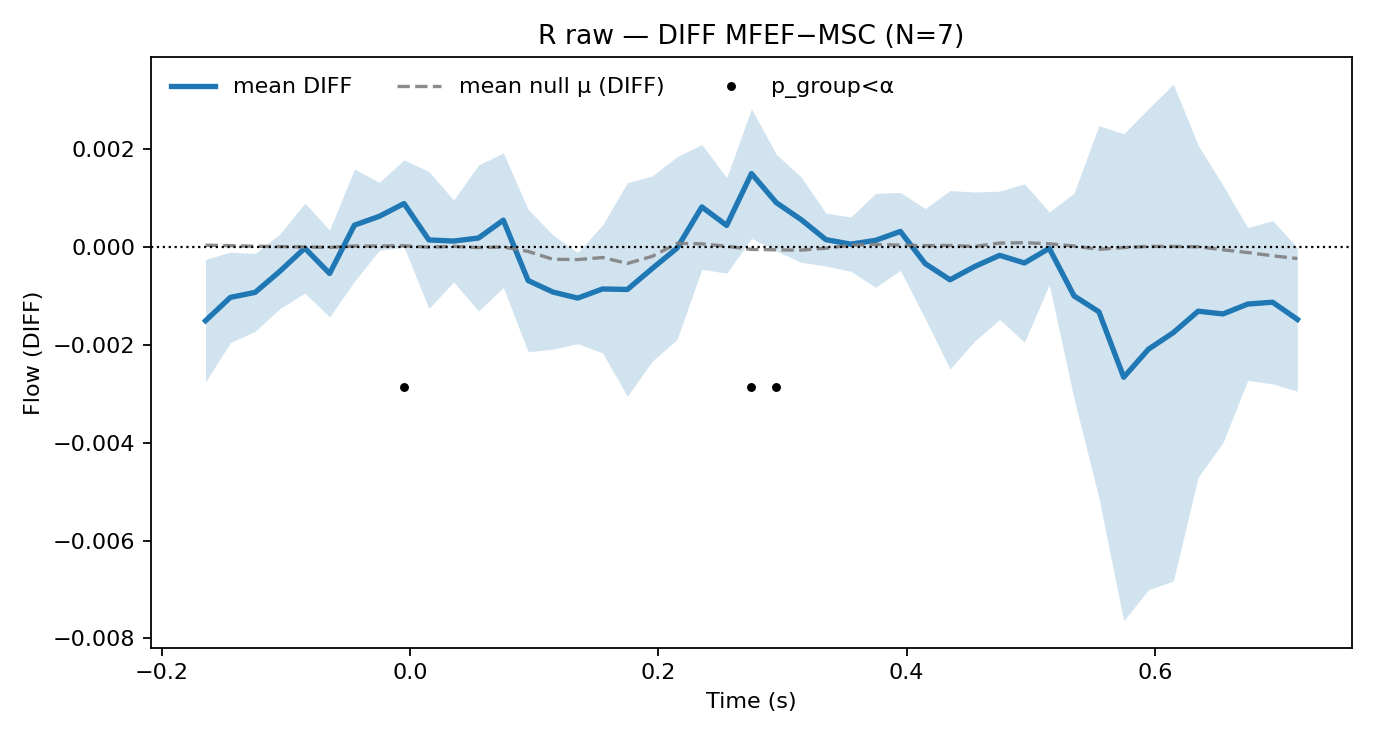 R raw — DIFF MFEF−MSC (N=7)
mean DIFF
mean null μ (DIFF)
p_group<α
0.002
0.000
−0.002
−0.004
−0.006
−0.008
Flow (DIFF)
−0.2
0.0
0.2
0.4
0.6
Time (s)